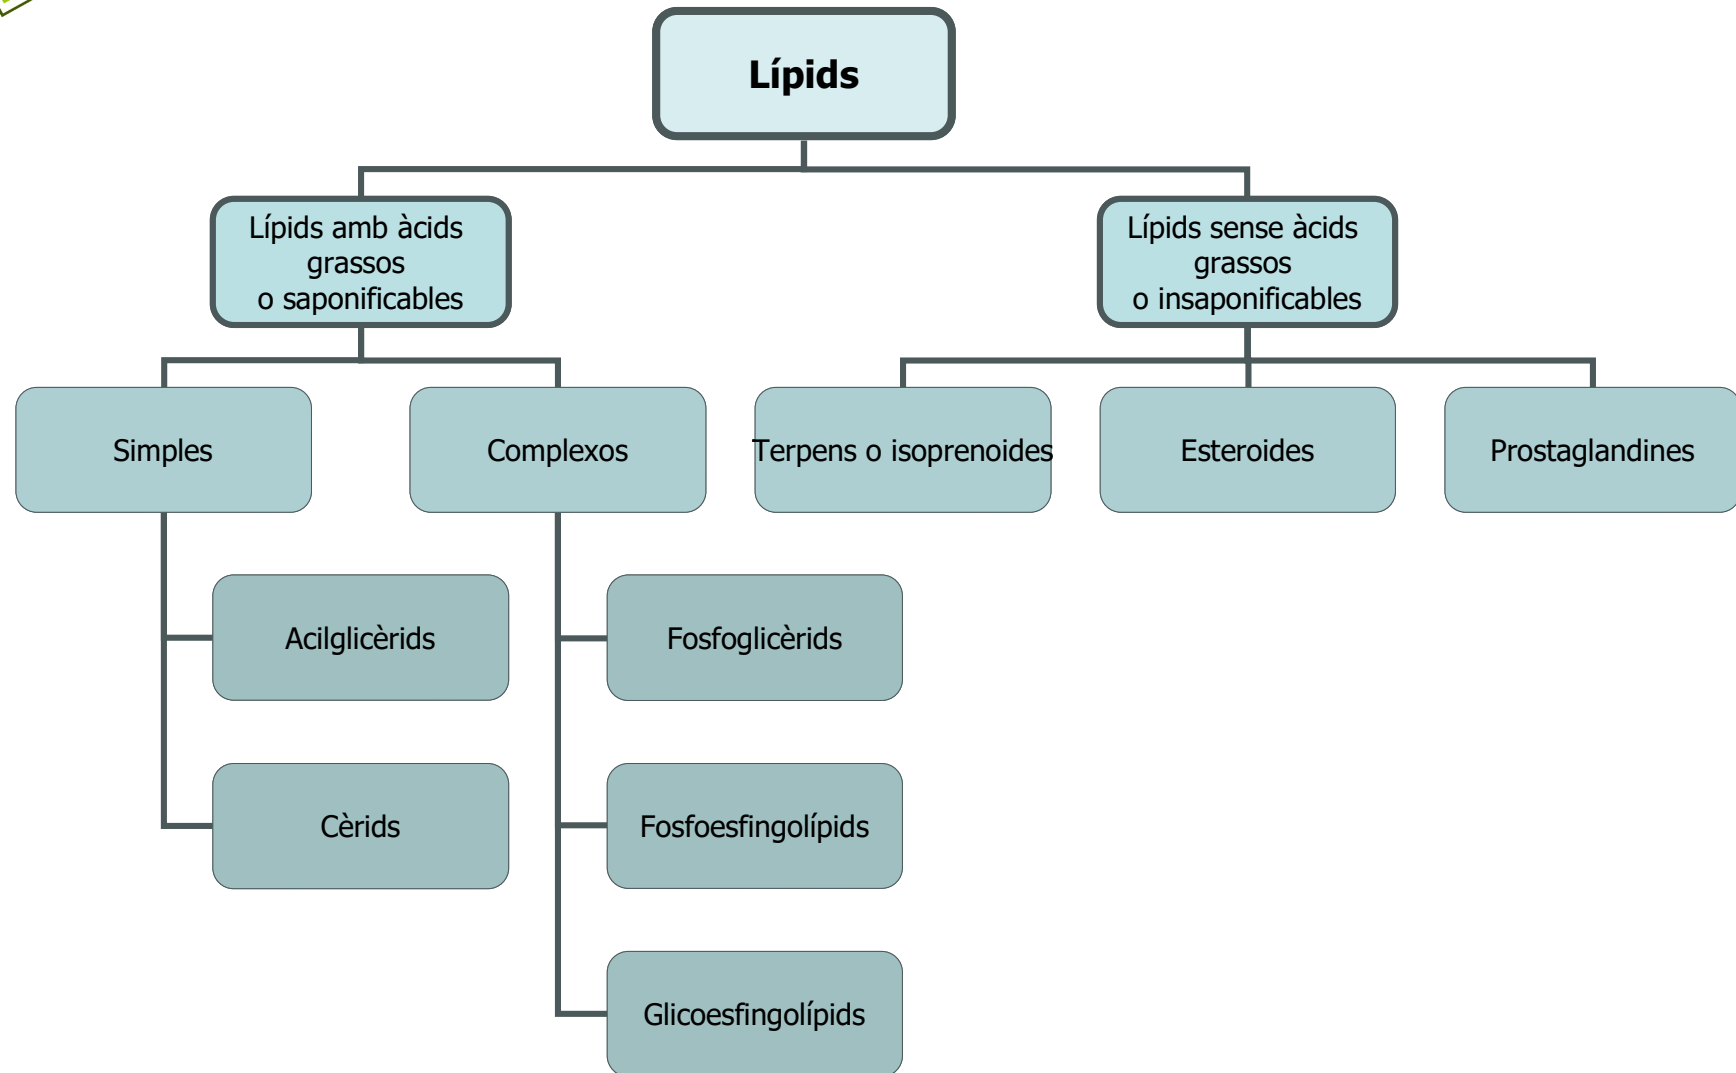 Lípids
Lípids amb àcids
grassos
o saponificables
Lípids sense àcids
grassos
o insaponificables
Simples
Complexos
Terpens o isoprenoides
Esteroides
Prostaglandines
Acilglicèrids
Fosfoglicèrids
Cèrids
Fosfoesfingolípids
Glicoesfingolípids